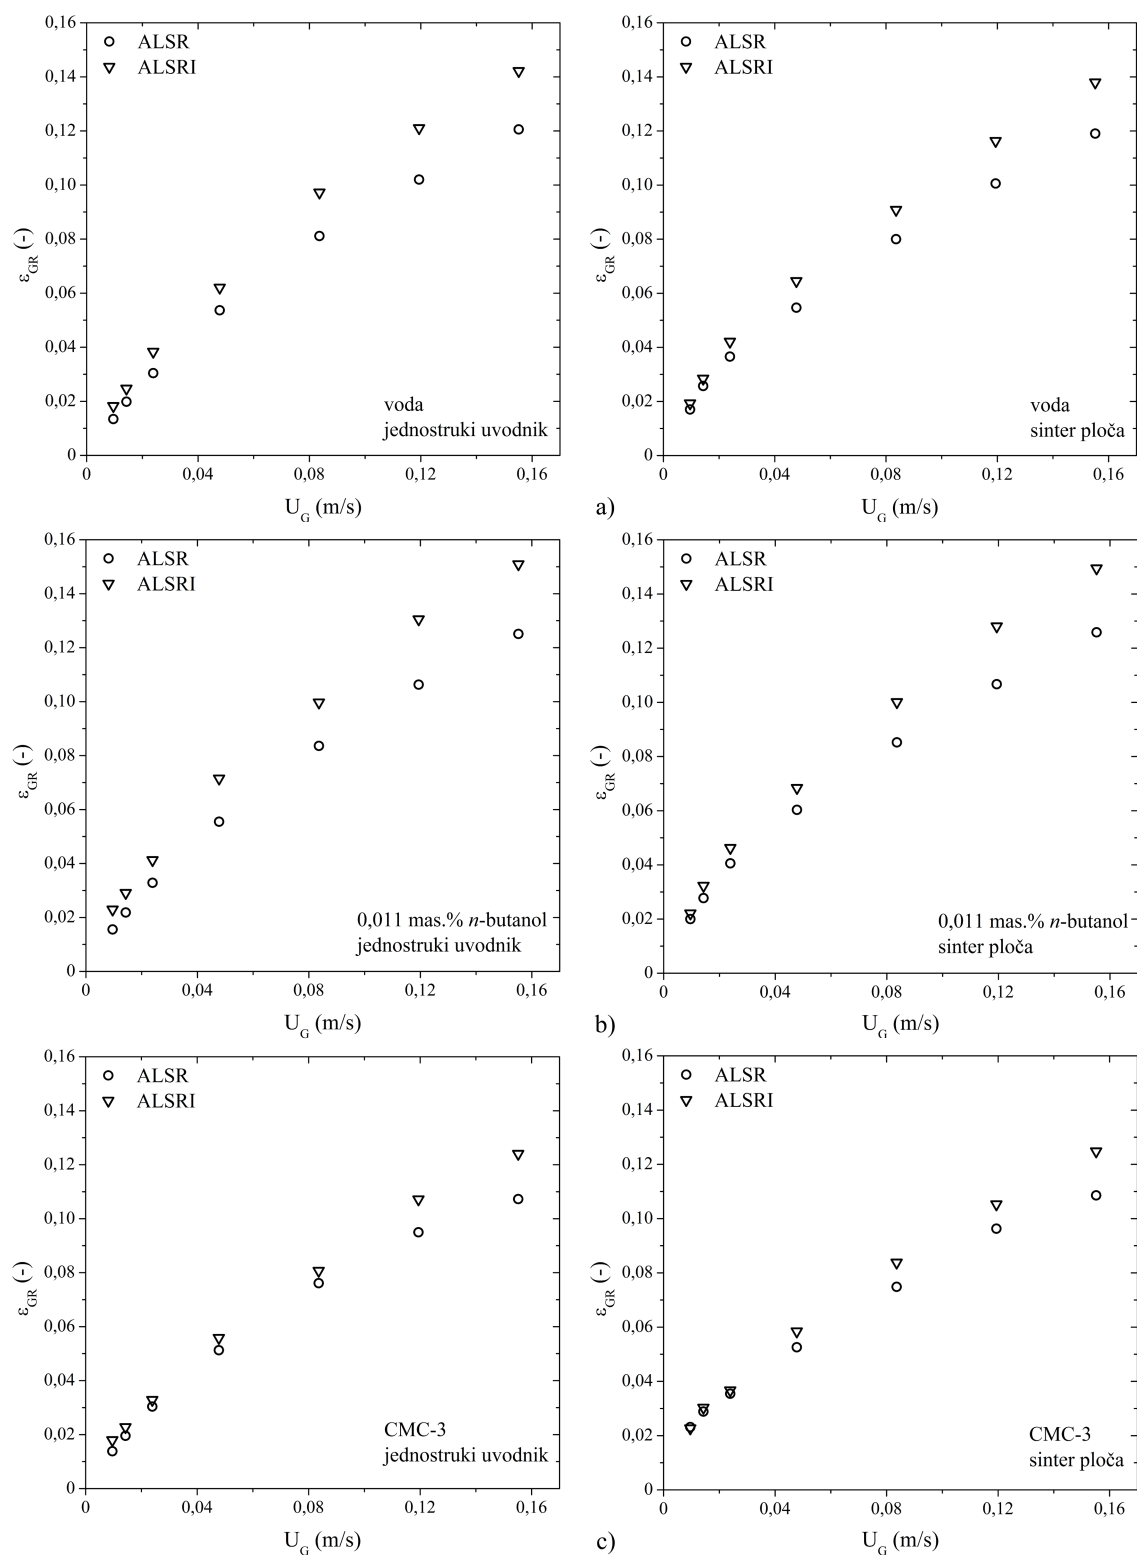 0,16
0,14
0,12
0,10
0,08
0,06
0,04
0,02
0
ε_GR (-)
ALSR
ALSRI
voda
jednostruki uvodnik
0 0,04 0,08 0,12 0,16
U_G (m/s)
0,16
0,14
0,12
0,10
0,08
0,06
0,04
0,02
0
ε_GR (-)
ALSR
ALSRI
voda
sinter ploča
0 0,04 0,08 0,12 0,16
U_G (m/s)
a)
0,16
0,14
0,12
0,10
0,08
0,06
0,04
0,02
0
ε_GR (-)
ALSR
ALSRI
0,011 mas.% n-butanol
jednostruki uvodnik
0 0,04 0,08 0,12 0,16
U_G (m/s)
0,16
0,14
0,12
0,10
0,08
0,06
0,04
0,02
0
ε_GR (-)
ALSR
ALSRI
0,011 mas.% n-butanol
sinter ploča
0 0,04 0,08 0,12 0,16
U_G (m/s)
b)
0,16
0,14
0,12
0,10
0,08
0,06
0,04
0,02
0
ε_GR (-)
ALSR
ALSRI
CMC-3
jednostruki uvodnik
0 0,04 0,08 0,12 0,16
U_G (m/s)
0,16
0,14
0,12
0,10
0,08
0,06
0,04
0,02
0
ε_GR (-)
ALSR
ALSRI
CMC-3
sinter ploča
0 0,04 0,08 0,12 0,16
U_G (m/s)
c)